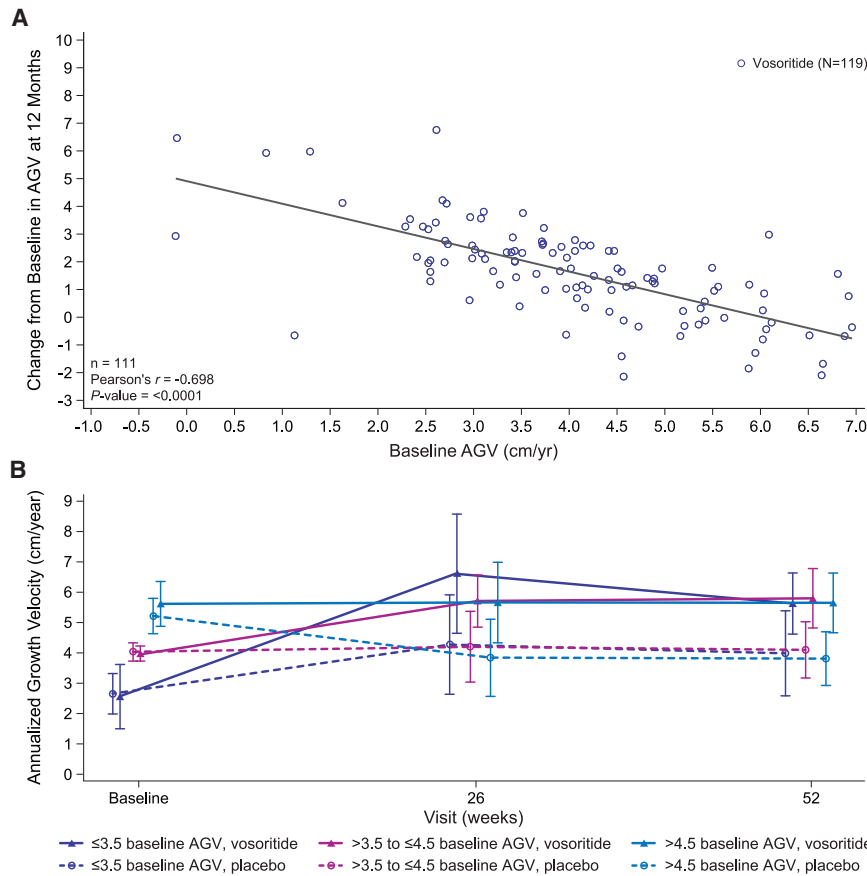 A
10
9
8
7
6
5
4
3
2
1
0
-1
-2
-3
Change from Baseline in AGV at 12 Months
Vosoritide (N=119)
n = 111
Pearson's r = -0.698
P-value = <0.0001
-1.0 -0.5 0.0 0.5 1.0 1.5 2.0 2.5 3.0 3.5 4.0 4.5 5.0 5.5 6.0 6.5 7.0
Baseline AGV (cm/yr)
B
9
8
7
6
5
4
3
2
1
0
Annualized Growth Velocity (cm/year)
Baseline 26 52
Visit (weeks)
≤3.5 baseline AGV, vosoritide >3.5 to ≤4.5 baseline AGV, vosoritide >4.5 baseline AGV, vosoritide
≤3.5 baseline AGV, placebo >3.5 to ≤4.5 baseline AGV, placebo >4.5 baseline AGV, placebo